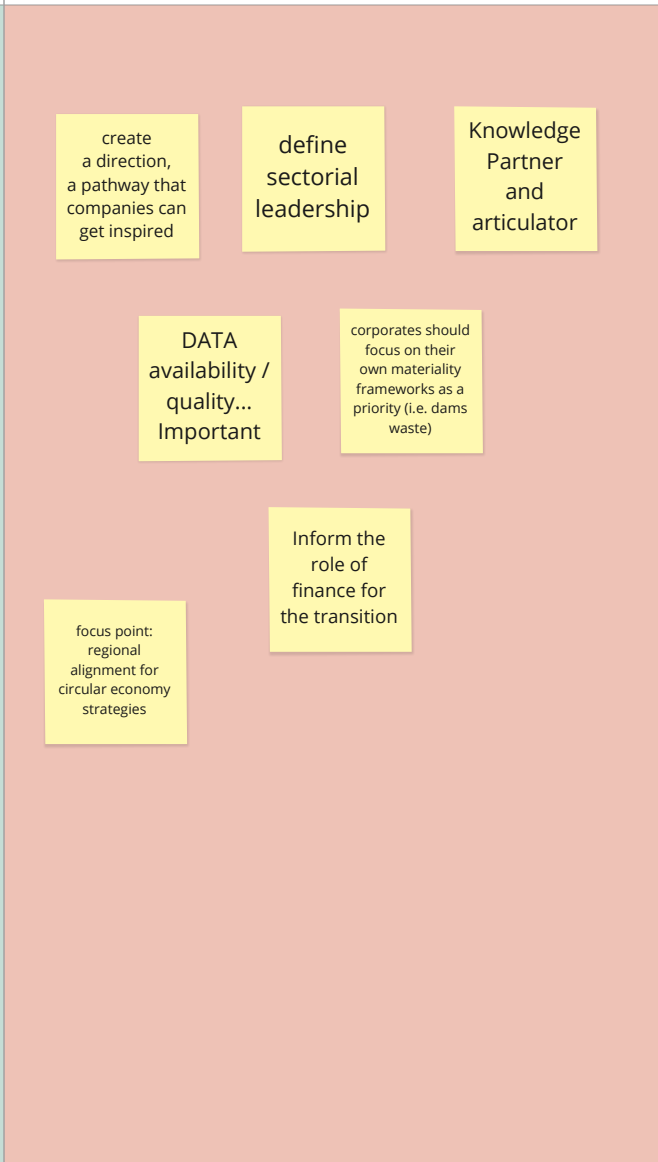 create
a direction,
a pathway that
companies can
get inspired
define
sectorial
leadership
Knowledge
Partner
and
articulator
DATA
availability /
quality...
Important
corporates should
focus on their
own materiality
frameworks as a
priority (i.e. dams
waste)
Inform the
role of
finance for
the transition
focus point:
regional
alignment for
circular economy
strategies